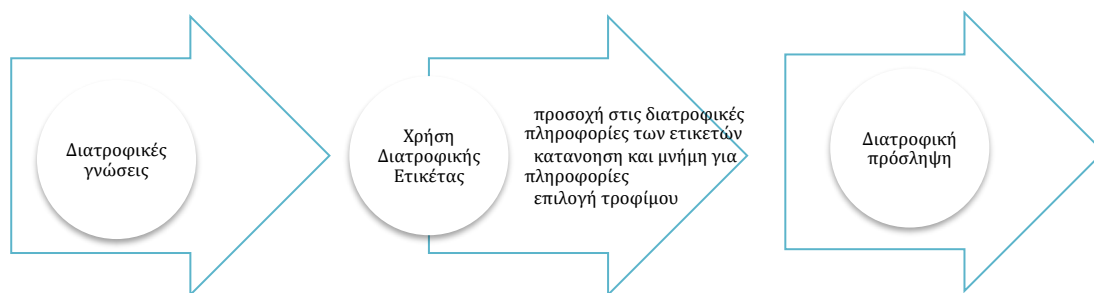 Διατροφικές
γνώσεις
Χρήση
Διατροφικής
Ετικέτας
προσοχή στις διατροφικές
πληροφορίες των ετικετών
κατανοηση και μνήμη για
πληροφορίες
επιλογή τροφίμου
Διατροφική
πρόσληψη